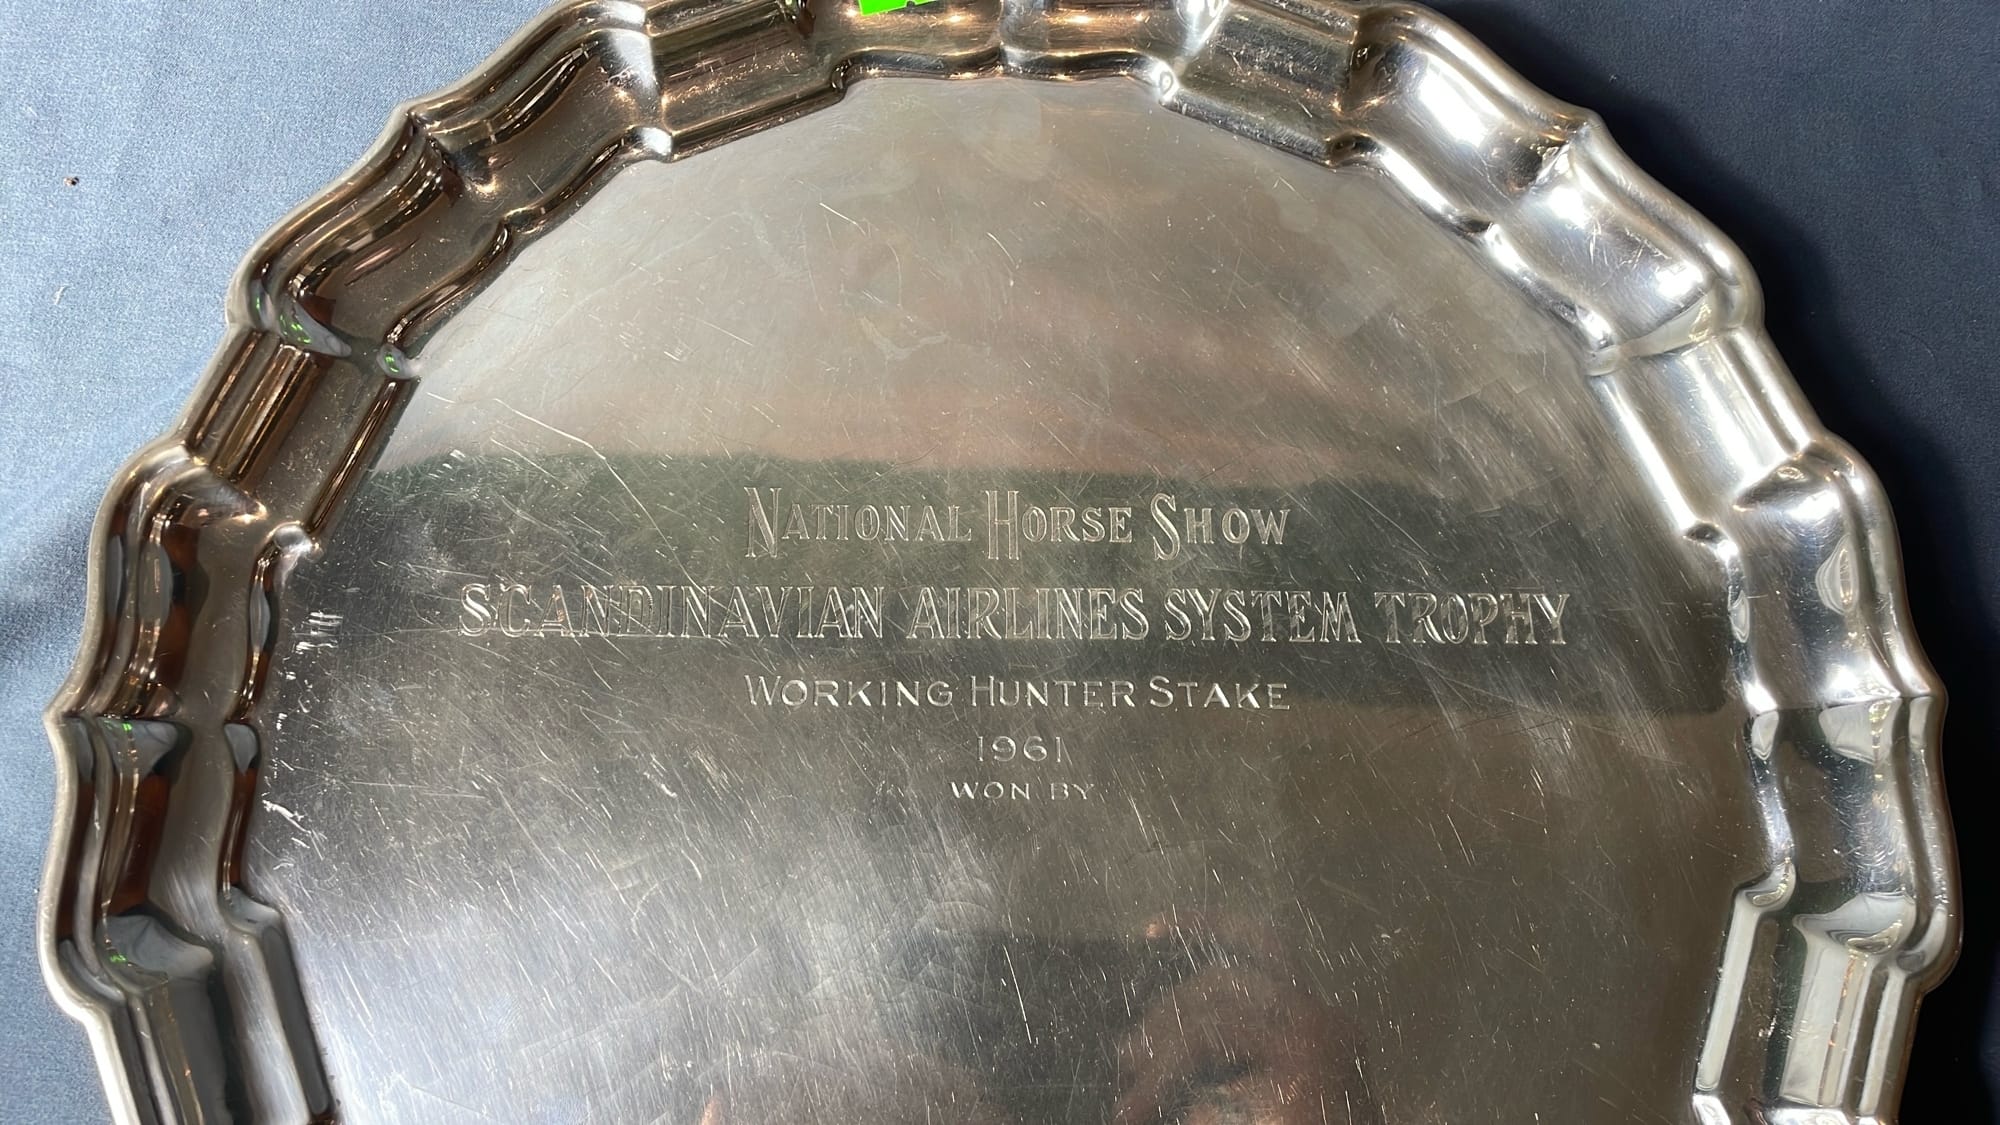 National Horse Show
SCANDINAVIAN AIRLINES SYSTEM TROPHY
Working Hunter Stake
1961
WON BY